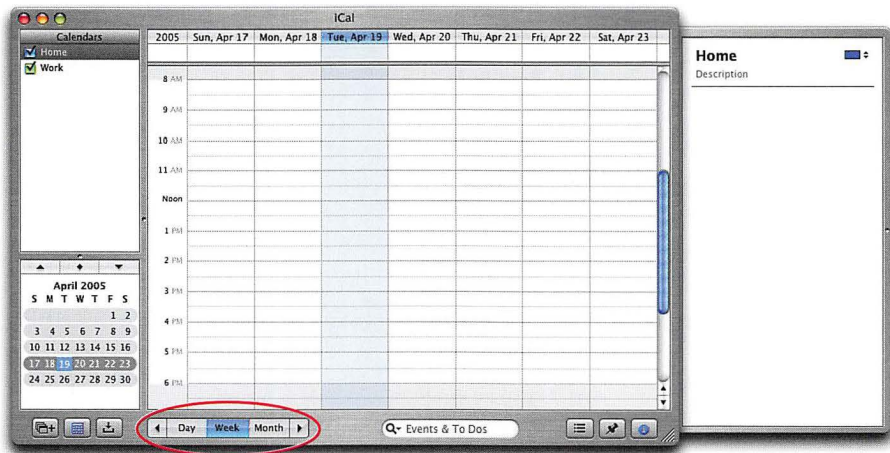 iCal
Calendars
Home
Work
2005 Sun, Apr 17 Mon, Apr 18 Tue, Apr 19 Wed, Apr 20 Thu, Apr 21 Fri, Apr 22 Sat, Apr 23
8 AM
9 AM
10 AM
11 AM
Noon
1 PM
2 PM
3 PM
4 PM
5 PM
6 PM
April 2005
S M T W T F S
1 2
3 4 5 6 7 8 9
10 11 12 13 14 15 16
17 18 19 20 21 22 23
24 25 26 27 28 29 30
Day Week Month
Events & To Dos
Home
Description